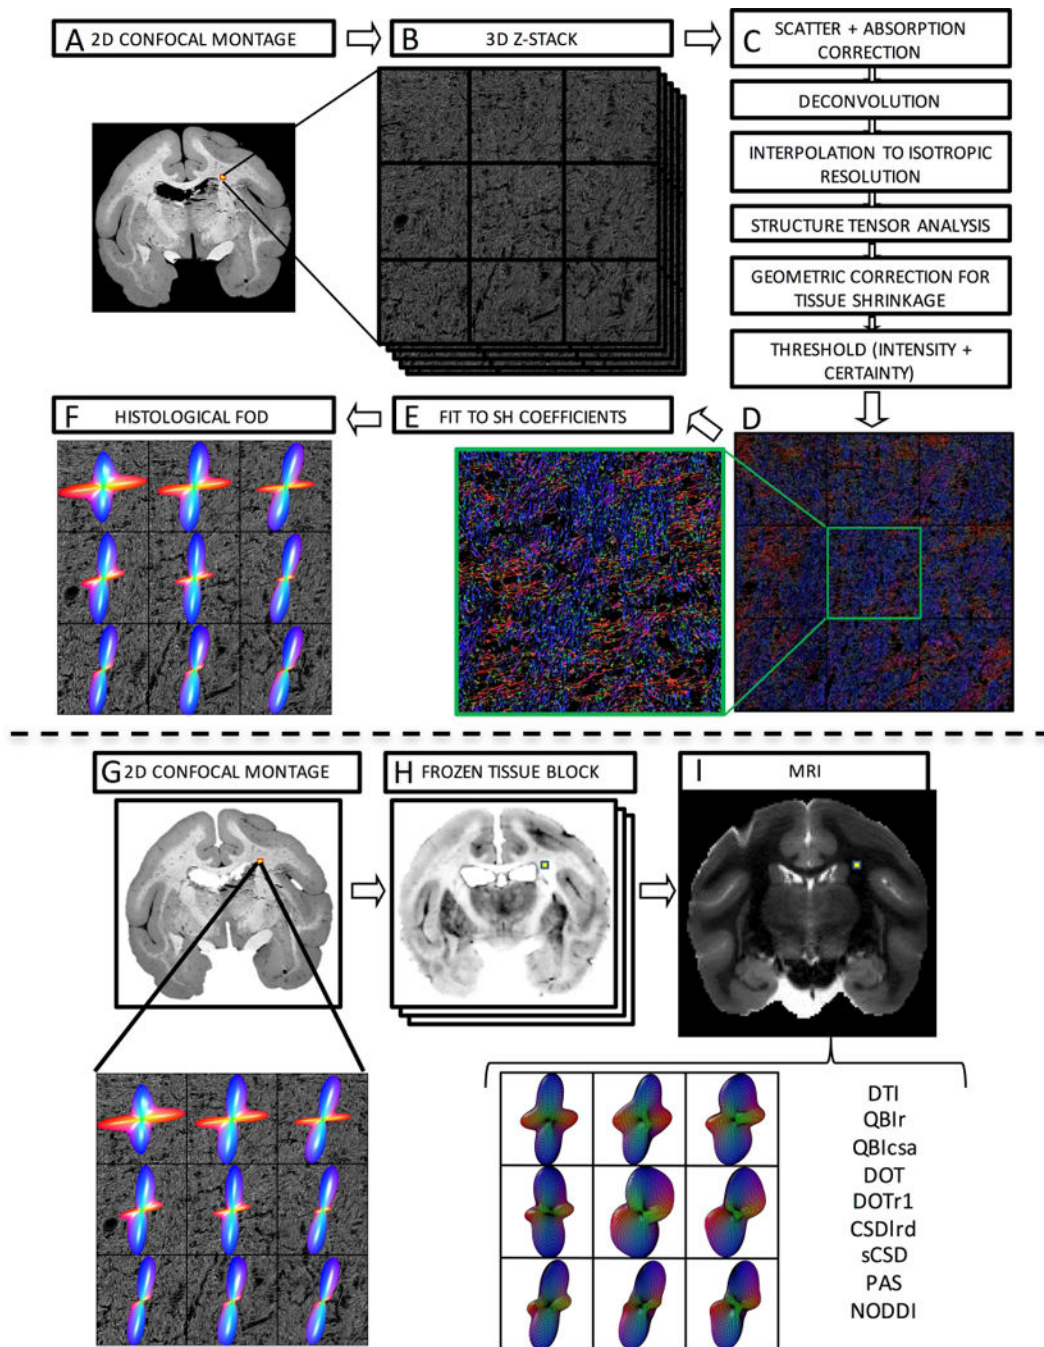 A 2D CONFOCAL MONTAGE
B 3D Z-STACK
C SCATTER + ABSORPTION
CORRECTION
DECONVOLUTION
INTERPOLATION TO ISOTROPIC
RESOLUTION
STRUCTURE TENSOR ANALYSIS
GEOMETRIC CORRECTION FOR
TISSUE SHRINKAGE
THRESHOLD (INTENSITY +
CERTAINTY)
D
E FIT TO SH COEFFICIENTS
F HISTOLOGICAL FOD
G 2D CONFOCAL MONTAGE
H FROZEN TISSUE BLOCK
I MRI
DTI
QBIr
QBIcsa
DOT
DOTr1
CSDlrd
sCSD
PAS
NODDI